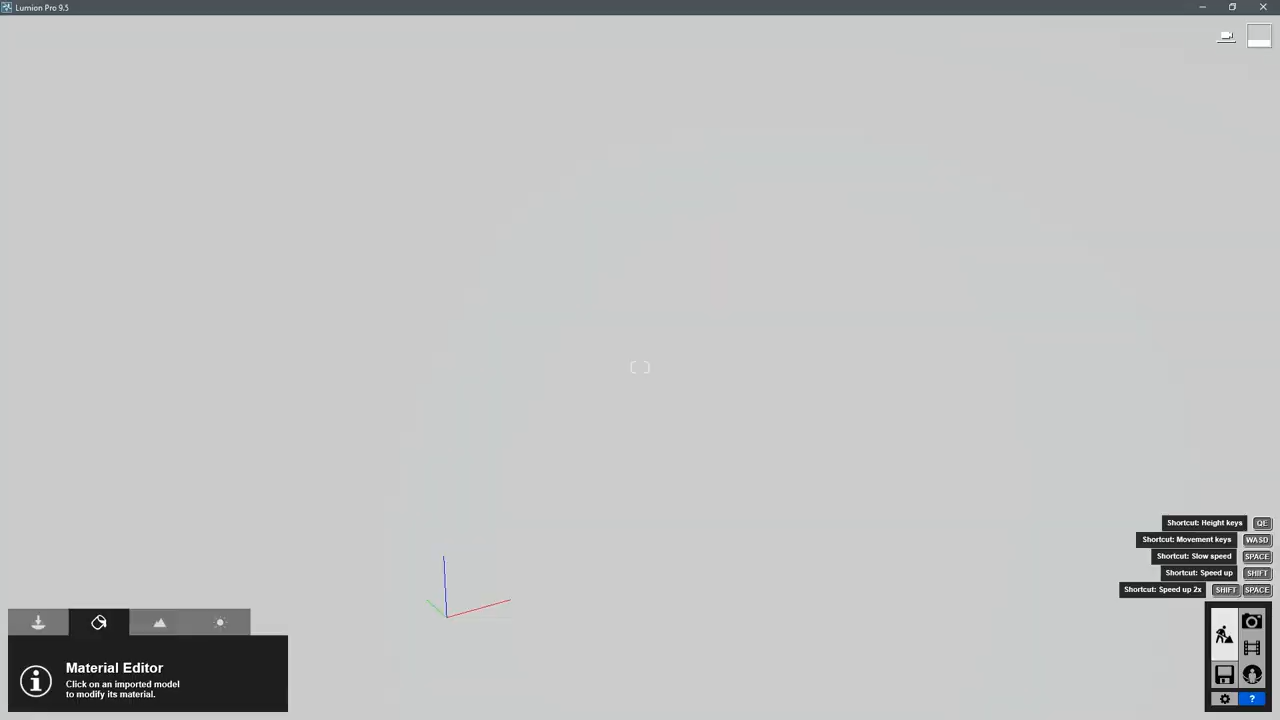 Lumion Pro 9.5
Shortcut: Height keys QE
Shortcut: Movement keys WASD
Shortcut: Slow speed SPACE
Shortcut: Speed up SHIFT
Shortcut: Speed up 2x SHIFT SPACE
Material Editor
Click on an imported model
to modify its material.
?